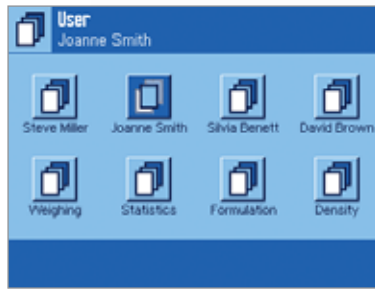 User
Joanne Smith
Steve Miller
Joanne Smith
Silvia Benett
David Brown
Weighing
Statistics
Formulation
Density